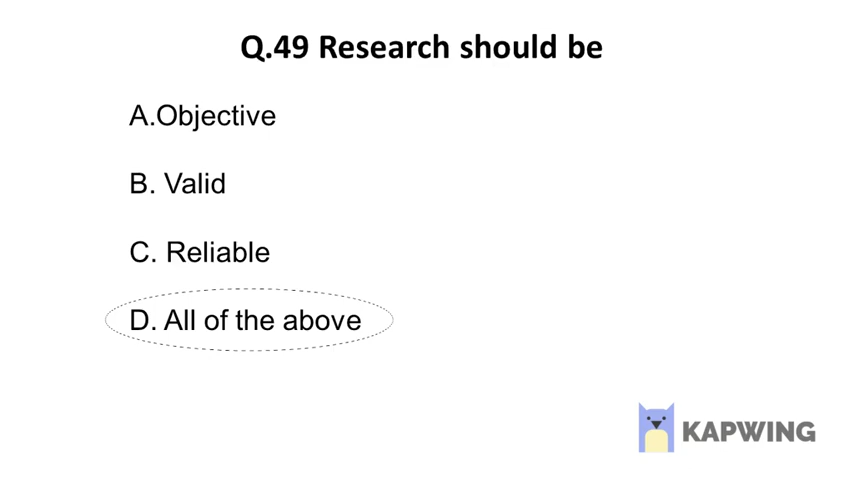 Q.49 Research should be
A.Objective
B. Valid
C. Reliable
D. All of the above
KAPWING